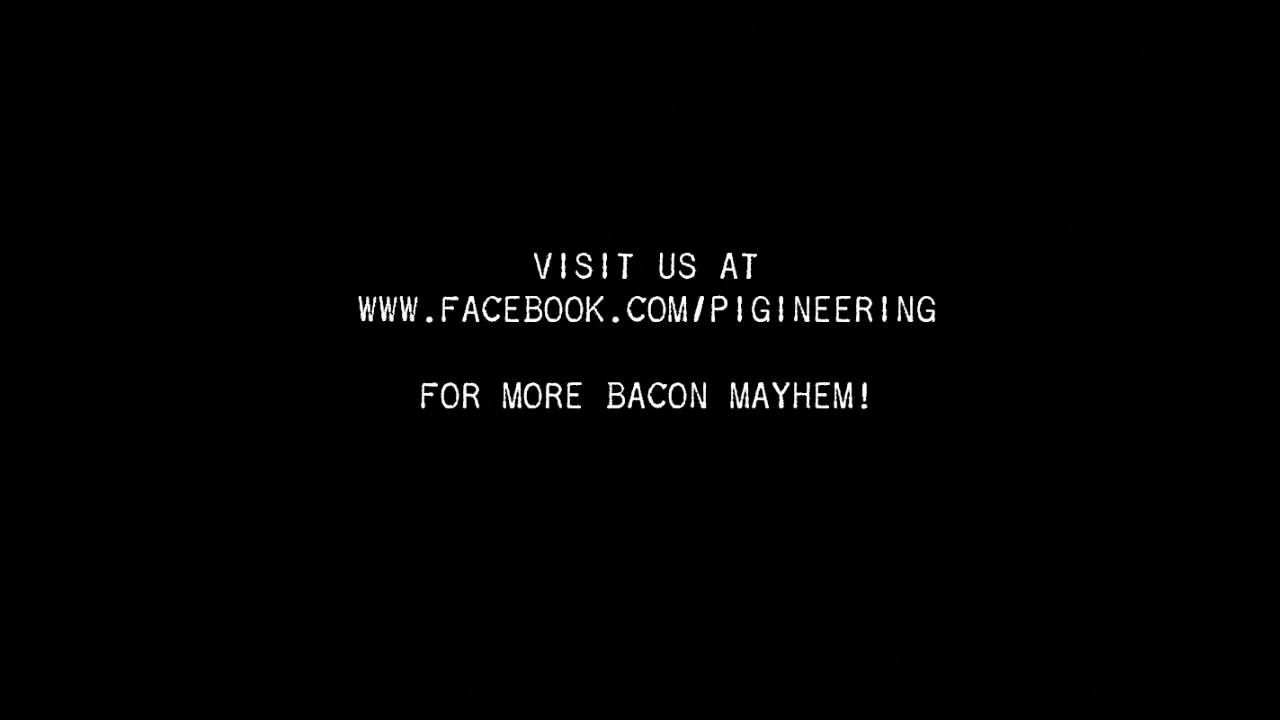 VISIT US AT
WWW.FACEBOOK.COM/PIGINEERING
FOR MORE BACON MAYHEM!